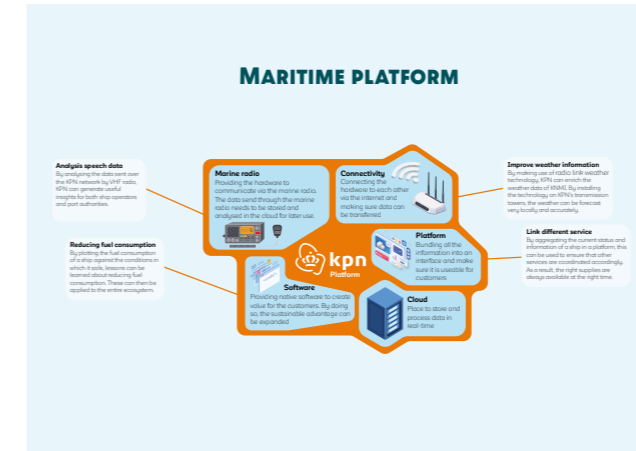 MARITIME PLATFORM
Analysis speech data
By analysing the data sent over
the KPN network by VHF radio,
KPN can generate useful
insights for both ship operators
and port authorities.
Reducing fuel consumption
By plotting the fuel consumption
of a ship against the conditions in
which it sails, lessons can be
learned about reducing fuel
consumption. These can then be
applied to the entire ecosystem.
Marine radio
Providing the hardware to
communicate via the marine radio.
The data send through the marine
radio needs to be stored and
analysed in the cloud for later use.
Connectivity
Connecting the
hardware to each other
via the internet and
making sure data can
be transferred
kpn
Platform
Platform
Bundling all the
information into an
interface and make
sure it is useable for
customers
Software
Providing native software to create
value for the customers. By doing
so, the sustainable advantage can
be expanded
Cloud
Place to store and
process data in
real-time
Improve weather information
By making use of radio link weather
technology, KPN can enrich the
weather data of KNMI. By installing
the technology on KPN's transmission
towers, the weather can be forecast
very locally and accurately.
Link different service
By aggregating the current status and
information of a ship in a platform, this
can be used to ensure that other
services are coordinated accordingly.
As a result, the right supplies are
always available at the right time.